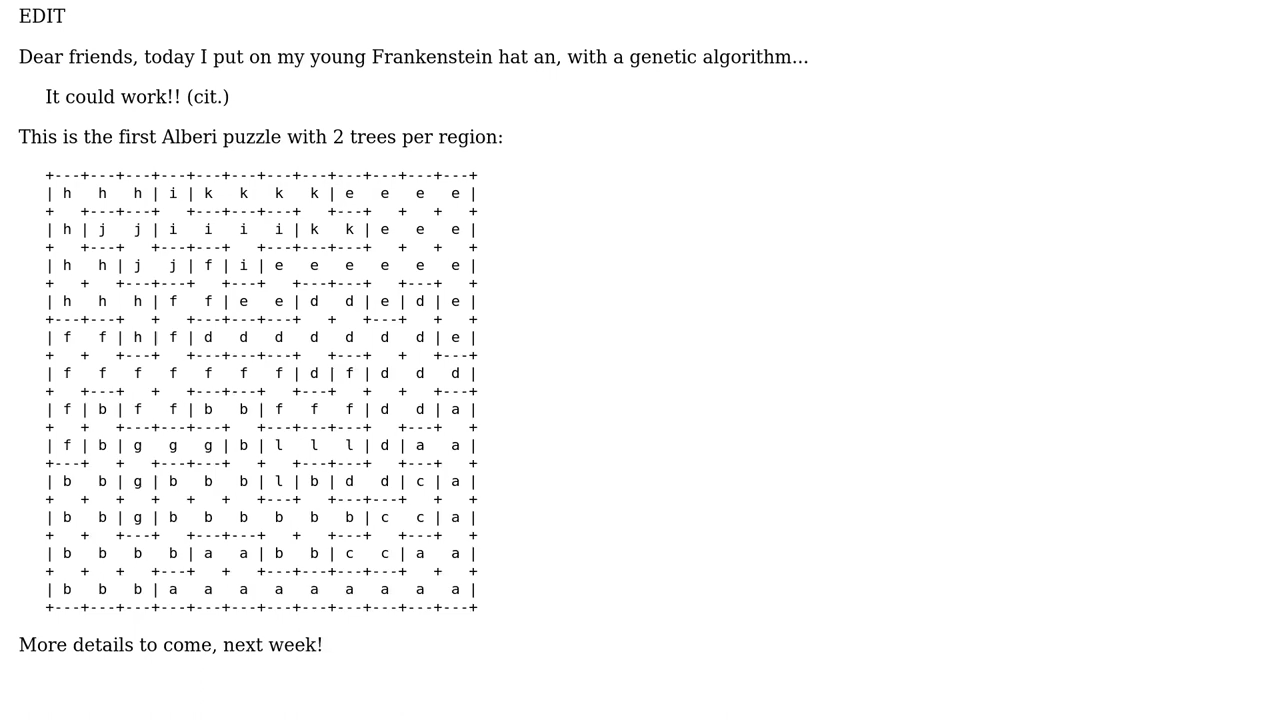 EDIT
Dear friends, today I put on my young Frankenstein hat an, with a genetic algorithm...
It could work!! (cit.)
This is the first Alberi puzzle with 2 trees per region:
+---+---+---+---+---+---+---+---+---+---+---+---+
| h   h   h | i | k   k   k   k | e   e   e   e |
+   +---+---+   +---+---+---+   +---+   +   +   +
| h | j   j | i   i   i   i | k   k | e   e   e |
+   +---+   +---+---+   +---+---+---+   +   +   +
| h   h | j   j | f | i | e   e   e   e   e   e |
+   +   +---+---+   +---+   +---+---+   +---+   +
| h   h   h | f   f | e   e | d   d | e | d | e |
+---+---+   +   +---+---+---+   +   +---+   +   +
| f   f | h | f | d   d   d   d   d   d   d | e |
+   +   +---+   +---+---+---+   +---+   +   +---+
| f   f   f   f   f   f   f | d | f | d   d   d |
+   +---+   +   +---+---+   +---+   +   +   +---+
| f | b | f   f | b   b | f   f   f | d   d | a |
+   +   +---+---+---+   +---+---+---+   +---+   +
| f | b | g   g   g | b | l   l   l | d | a   a |
+---+   +   +---+---+   +   +---+---+   +---+   +
| b   b | g | b   b   b | l | b | d   d | c | a |
+   +   +   +   +   +   +---+   +---+---+   +   +
| b   b | g | b   b   b   b   b   b | c   c | a |
+   +   +---+   +---+---+   +   +---+   +---+   +
| b   b   b   b | a   a | b   b | c   c | a   a |
+   +   +   +---+   +   +---+---+---+---+   +   +
| b   b   b | a   a   a   a   a   a   a   a   a |
+---+---+---+---+---+---+---+---+---+---+---+---+
More details to come, next week!